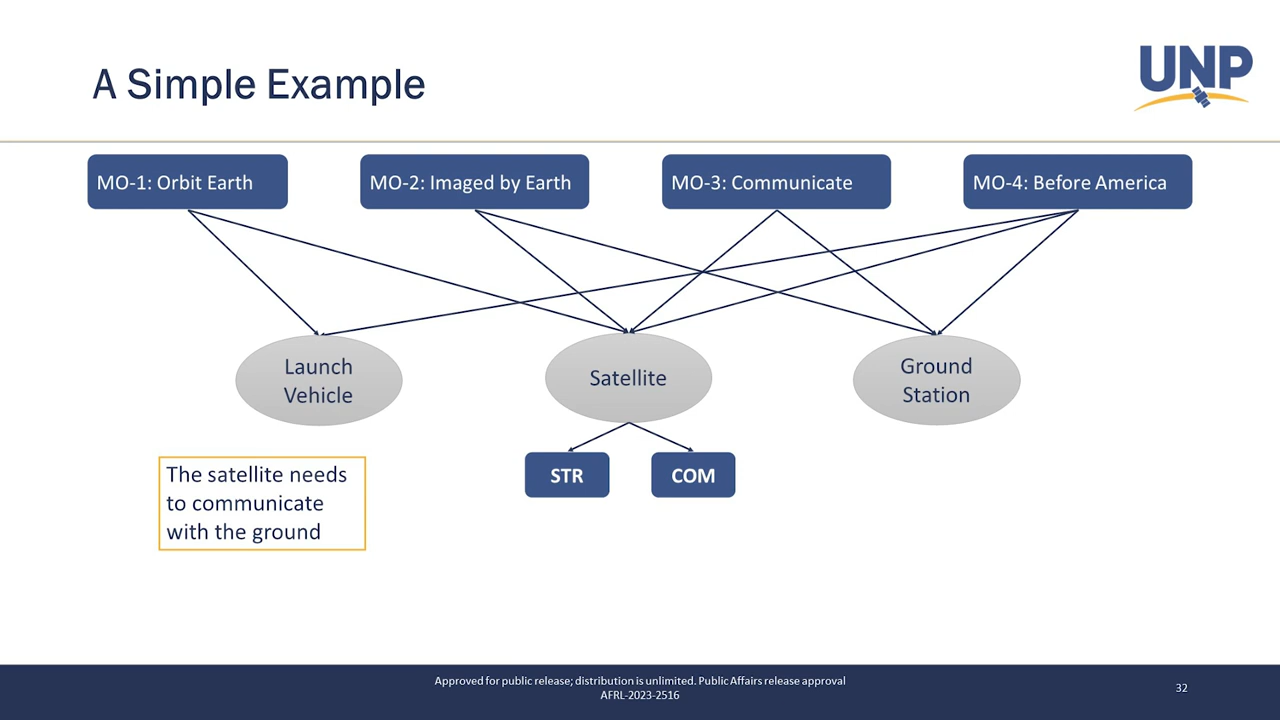 A Simple Example
UNP
MO-1: Orbit Earth
MO-2: Imaged by Earth
MO-3: Communicate
MO-4: Before America
Launch
Vehicle
Satellite
Ground
Station
STR
COM
The satellite needs
to communicate
with the ground
Approved for public release; distribution is unlimited. Public Affairs release approval
AFRL-2023-2516
32